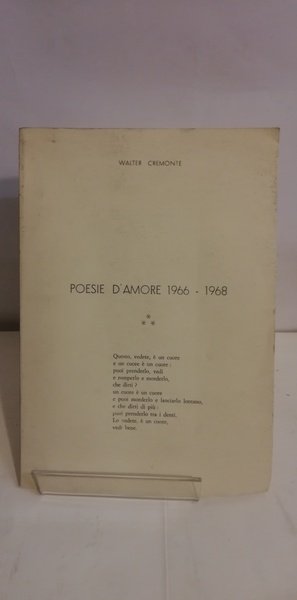 WALTER CREMONTE
POESIE D'AMORE 1966 - 1968
*
* *
Questo, vedete, è un cuore
e un cuore è un cuore :
puoi prenderlo, vedi
e romperlo e morderlo,
che dirti ?
un cuore è un cuore
e puoi morderlo e lanciarlo lontano,
e che dirti di più :
puoi prenderlo tra i denti.
Lo vedete, è un cuore,
vedi bene.